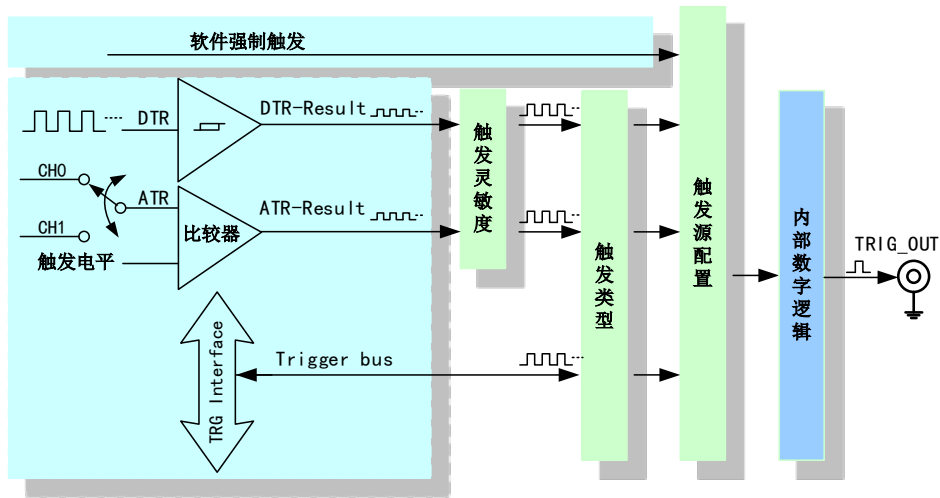 软件强制触发
DTR
DTR-Result
CH0
ATR
ATR-Result
CH1
比较器
触发电平
Trigger bus
TRG Interface
触发灵敏度
触发类型
触发源配置
内部数字逻辑
TRIG_OUT